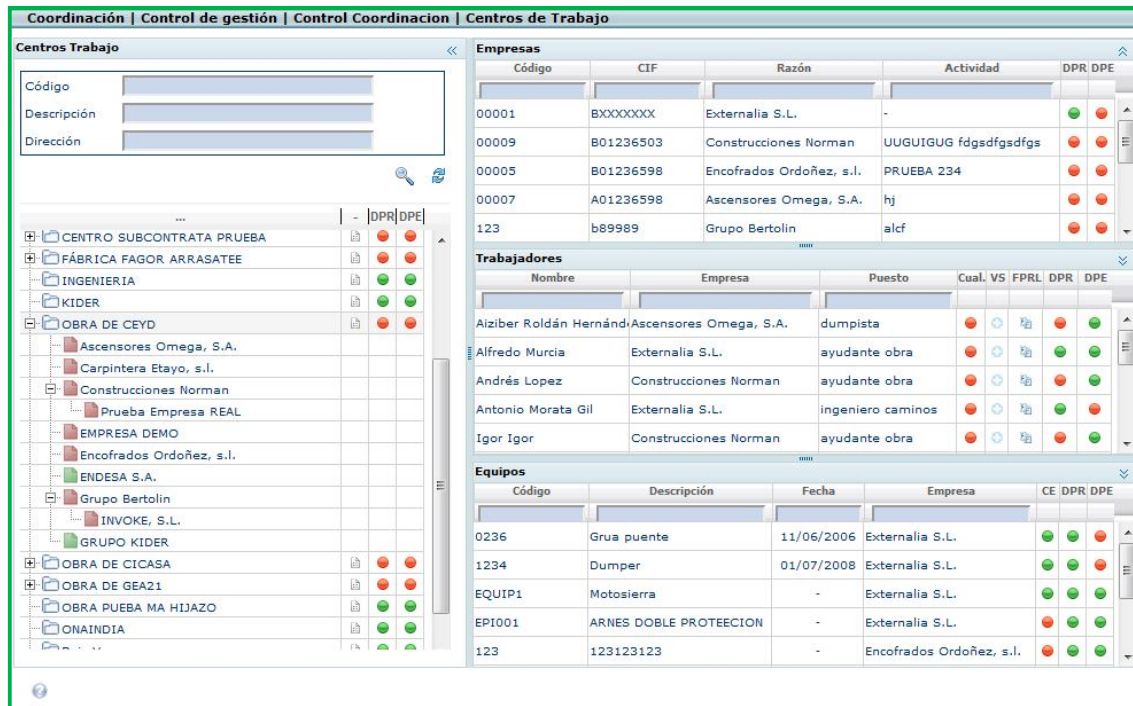 Coordinación | Control de gestión | Control Coordinacion | Centros de Trabajo
Centros Trabajo
Código
Descripción
Dirección
... - DPR DPE
CENTRO SUBCONTRATA PRUEBA
FÁBRICA FAGOR ARRASATEE
INGENIERIA
KIDER
OBRA DE CEYD
Ascensores Omega, S.A.
Carpintera Etayo, s.l.
Construcciones Norman
Prueba Empresa REAL
EMPRESA DEMO
Encofrados Ordoñez, s.l.
ENDESA S.A.
Grupo Bertolin
INVOKE, S.L.
GRUPO KIDER
OBRA DE CICASA
OBRA DE GEA21
OBRA PUEBA MA HIJAZO
ONAINDIA
Empresas
Código CIF Razón Actividad DPR DPE
00001 BXXXXXXX Externalia S.L. -
00009 B01236503 Construcciones Norman UUGUIGUG fdgsdfgsdfgs
00005 B01236598 Encofrados Ordoñez, s.l. PRUEBA 234
00007 A01236598 Ascensores Omega, S.A. hj
123 b89989 Grupo Bertolin alcf
Trabajadores
Nombre Empresa Puesto Cual. VS FPRL DPR DPE
Aiziber Roldán Hernánd Ascensores Omega, S.A. dumpista
Alfredo Murcia Externalia S.L. ayudante obra
Andrés Lopez Construcciones Norman ayudante obra
Antonio Morata Gil Externalia S.L. ingeniero caminos
Igor Igor Construcciones Norman ayudante obra
Equipos
Código Descripción Fecha Empresa CE DPR DPE
0236 Grua puente 11/06/2006 Externalia S.L.
1234 Dumper 01/07/2008 Externalia S.L.
EQUIP1 Motosierra - Externalia S.L.
EPI001 ARNES DOBLE PROTEECION - Externalia S.L.
123 123123123 - Encofrados Ordoñez, s.l.